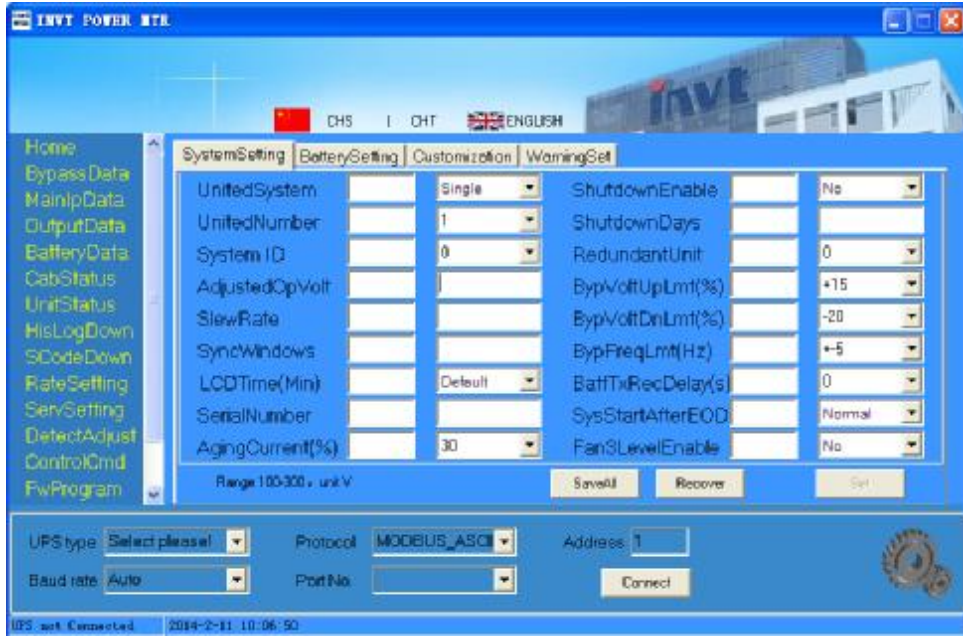 INVT POWER MTR
invt
CHS | CHT ENGLISH
Home
BypassData
MainIpData
OutputData
BatteryData
CabStatus
UnitStatus
HisLogDown
SCodeDown
RateSetting
ServSetting
DetectAdjust
ControlCmd
FwProgram
SystemSetting BatterySetting Customization WarningSet
UnitedSystem Single ShutdownEnable No
UnitedNumber 1 ShutdownDays
System ID 0 RedundantUnit 0
AdjustedOpVolt BypVoltUpLmt(%) +15
SlewRate BypVoltDnLmt(%) -20
SyncWindows BypFreqLmt(Hz) +-5
LCDTime(Min) Default BattTxRecDelay(s) 0
SerialNumber SysStartAfterEOD Normal
AgingCurrent(%) 30 Fan3LevelEnable No
Range 100-300, unit V SaveAll Recover Set
UPS type Select please! Protocol MODBUS_ASCII Address 1
Baud rate Auto Port No. Connect
UPS not Connected 2014-2-11 10:06:50